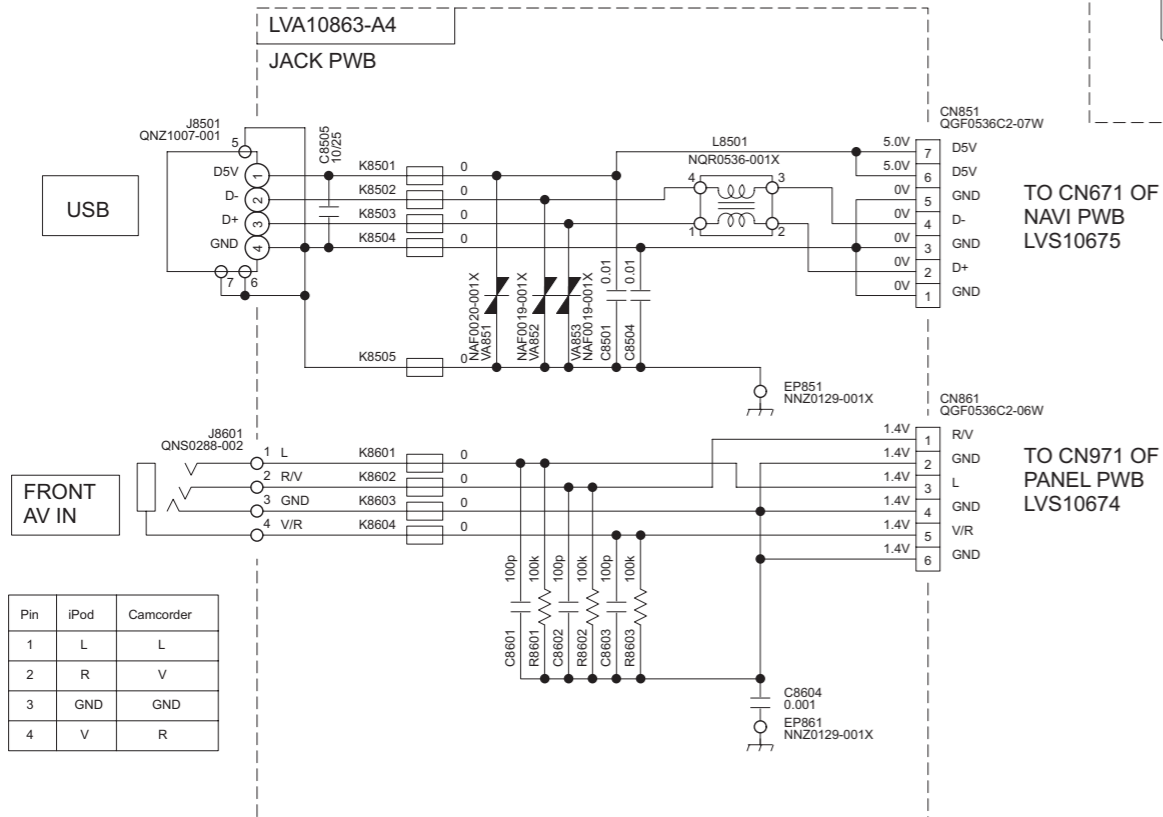 LVA10863-A4
JACK PWB
USB
J8501
QNZ1007-001
5
D5V
1
D-
2
D+
3
GND
4
7
6
C8505
10/25
K8501
0
K8502
0
K8503
0
K8504
0
K8505
0
NAF0020-001X
VA851
NAF0019-001X
VA852
VA853
NAF0019-001X
C8501
0.01
C8504
0.01
L8501
NQR0536-001X
4
3
1
2
EP851
NNZ0129-001X
CN851
QGF0536C2-07W
5.0V
7
D5V
5.0V
6
D5V
0V
5
GND
0V
4
D-
0V
3
GND
0V
2
D+
0V
1
GND
TO CN671 OF
NAVI PWB
LVS10675
FRONT
AV IN
J8601
QNS0288-002
1
L
2
R/V
3
GND
4
V/R
K8601
0
K8602
0
K8603
0
K8604
0
C8601
100p
R8601
100k
C8602
100p
R8602
100k
C8603
100p
R8603
100k
C8604
0.001
EP861
NNZ0129-001X
CN861
QGF0536C2-06W
1.4V
1
R/V
1.4V
2
GND
1.4V
3
L
1.4V
4
GND
1.4V
5
V/R
1.4V
6
GND
TO CN971 OF
PANEL PWB
LVS10674
Pin iPod Camcorder
1 L L
2 R V
3 GND GND
4 V R